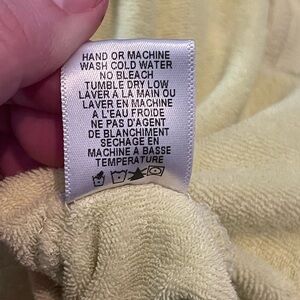 HAND OR MACHINE
WASH COLD WATER
NO BLEACH
TUMBLE DRY LOW
LAVER A LA MAIN OU
LAVER EN MACHINE
A L'EAU FROIDE
NE PAS D'AGENT
DE BLANCHIMENT
SECHAGE EN
MACHINE A BASSE
TEMPERATURE